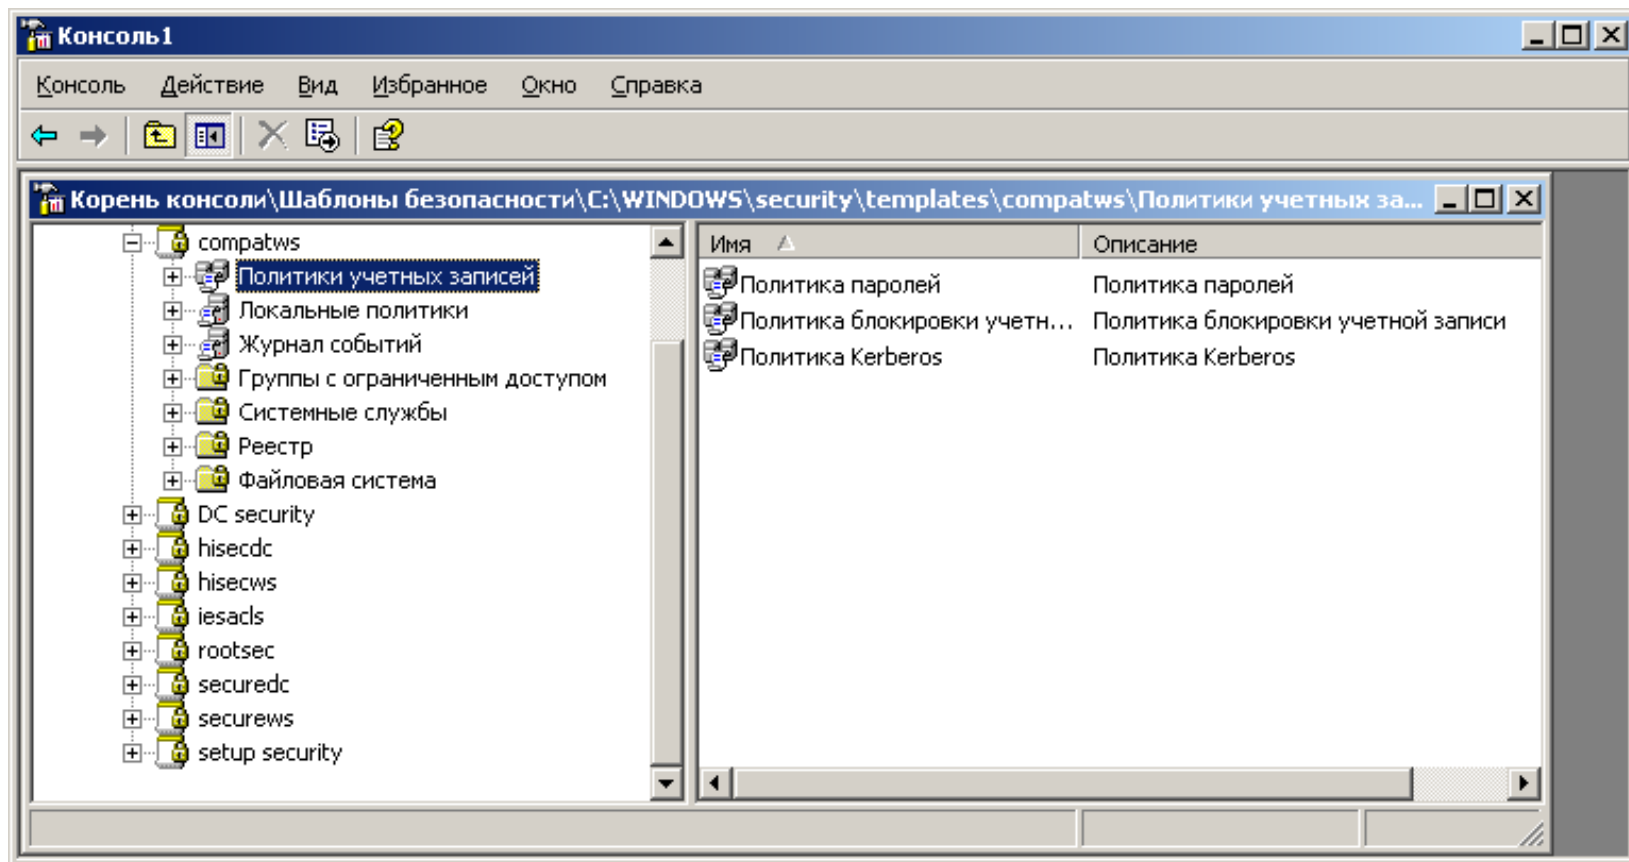 Консоль1
Консоль Действие Вид Избранное Окно Справка
Корень консоли\Шаблоны безопасности\C:\WINDOWS\security\templates\compatws\Политики учетных за...
compatws
Политики учетных записей
Локальные политики
Журнал событий
Группы с ограниченным доступом
Системные службы
Реестр
Файловая система
DC security
hisecdc
hisecws
iesacls
rootsec
securedc
securews
setup security
Имя Описание
Политика паролей Политика паролей
Политика блокировки учетн... Политика блокировки учетной записи
Политика Kerberos Политика Kerberos